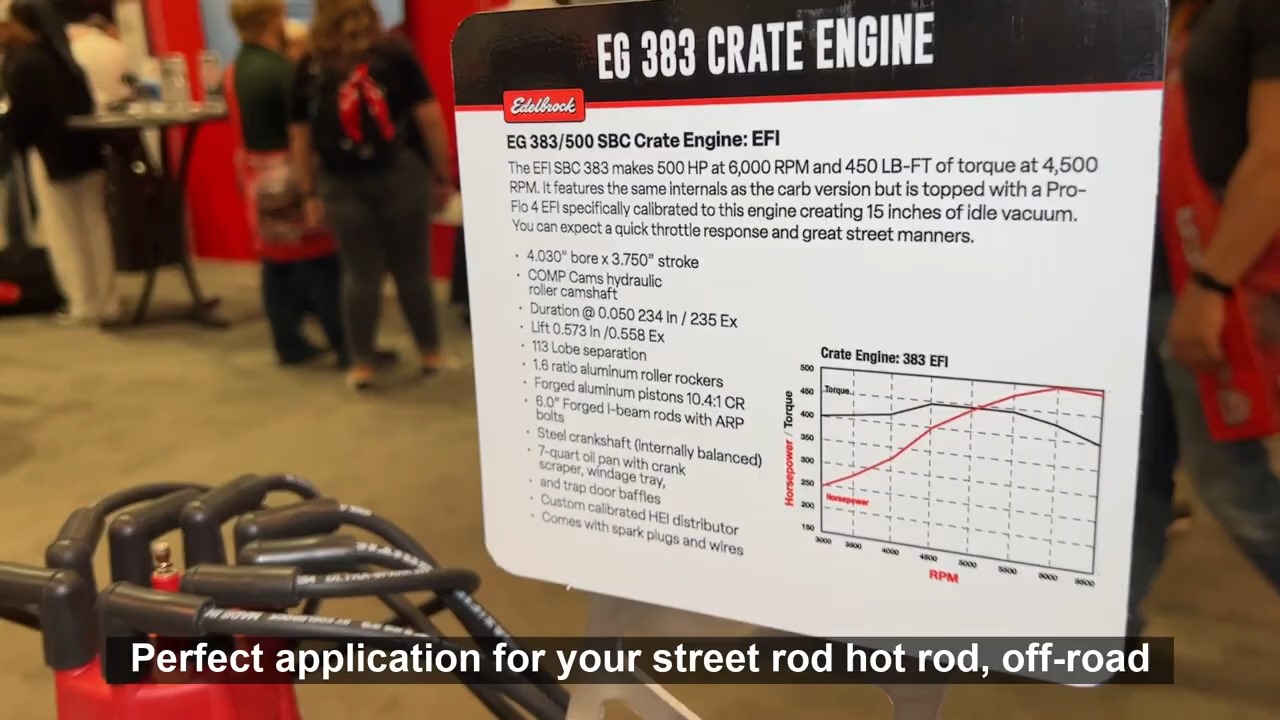 EG 383 CRATE ENGINE
Edelbrock
EG 383/500 SBC Crate Engine: EFI
The EFI SBC 383 makes 500 HP at 6,000 RPM and 450 LB-FT of torque at 4,500
RPM. It features the same internals as the carb version but is topped with a Pro-
Flo 4 EFI specifically calibrated to this engine creating 15 inches of idle vacuum.
You can expect a quick throttle response and great street manners.
· 4.030” bore x 3.750” stroke
· COMP Cams hydraulic
roller camshaft
· Duration @ 0.050 234 In / 235 Ex
· Lift 0.573 In /0.558 Ex
· 113 Lobe separation
· 1.6 ratio aluminum roller rockers
· Forged aluminum pistons 10.4:1 CR
· 6.0” Forged I-beam rods with ARP
bolts
· Steel crankshaft (internally balanced)
· 7-quart oil pan with crank
scraper, windage tray,
· and trap door baffles
· Custom calibrated HEI distributor
· Comes with spark plugs and wires
Crate Engine: 383 EFI
Horsepower / Torque
500
450
400
350
300
250
200
150
Torque
Horsepower
3000 3500 4000 4500 5000 5500 6000 6500
RPM
MADE IN
Perfect application for your street rod hot rod, off-road